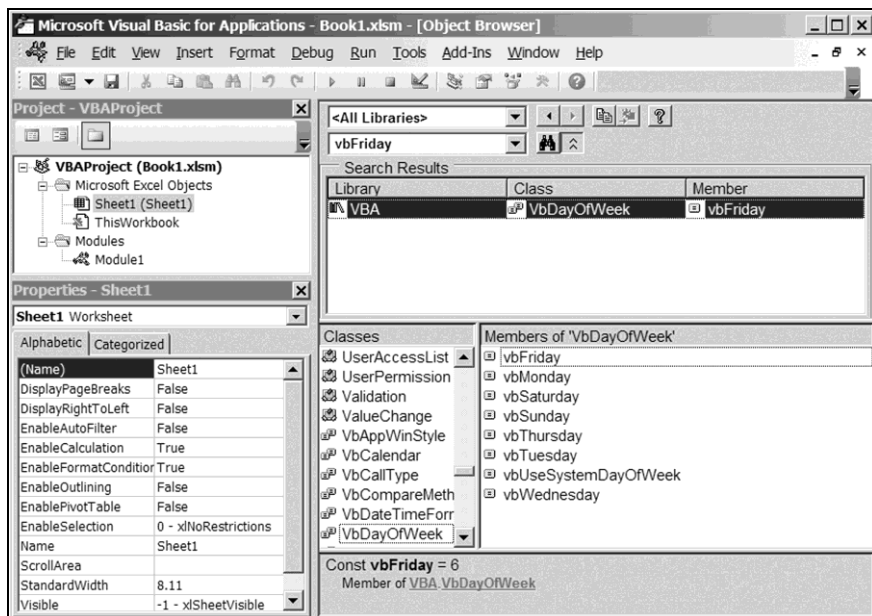 Microsoft Visual Basic for Applications - Book1.xlsm - [Object Browser]
File Edit View Insert Format Debug Run Tools Add-Ins Window Help
Project - VBAProject
VBAProject (Book1.xlsm)
Microsoft Excel Objects
Sheet1 (Sheet1)
ThisWorkbook
Modules
Module1
Properties - Sheet1
Sheet1 Worksheet
Alphabetic Categorized
(Name) Sheet1
DisplayPageBreaks False
DisplayRightToLeft False
EnableAutoFilter False
EnableCalculation True
EnableFormatCondition True
EnableOutlining False
EnablePivotTable False
EnableSelection 0 - xlNoRestrictions
Name Sheet1
ScrollArea
StandardWidth 8.11
Visible -1 - xlSheetVisible
<All Libraries>
vbFriday
Search Results
Library Class Member
VBA VbDayOfWeek vbFriday
Classes
UserAccessList
UserPermission
Validation
ValueChange
VbAppWinStyle
VbCalendar
VbCallType
VbCompareMeth
VbDateTimeForr
VbDayOfWeek
Members of 'VbDayOfWeek'
vbFriday
vbMonday
vbSaturday
vbSunday
vbThursday
vbTuesday
vbUseSystemDayOfWeek
vbWednesday
Const vbFriday = 6
Member of VBA.VbDayOfWeek